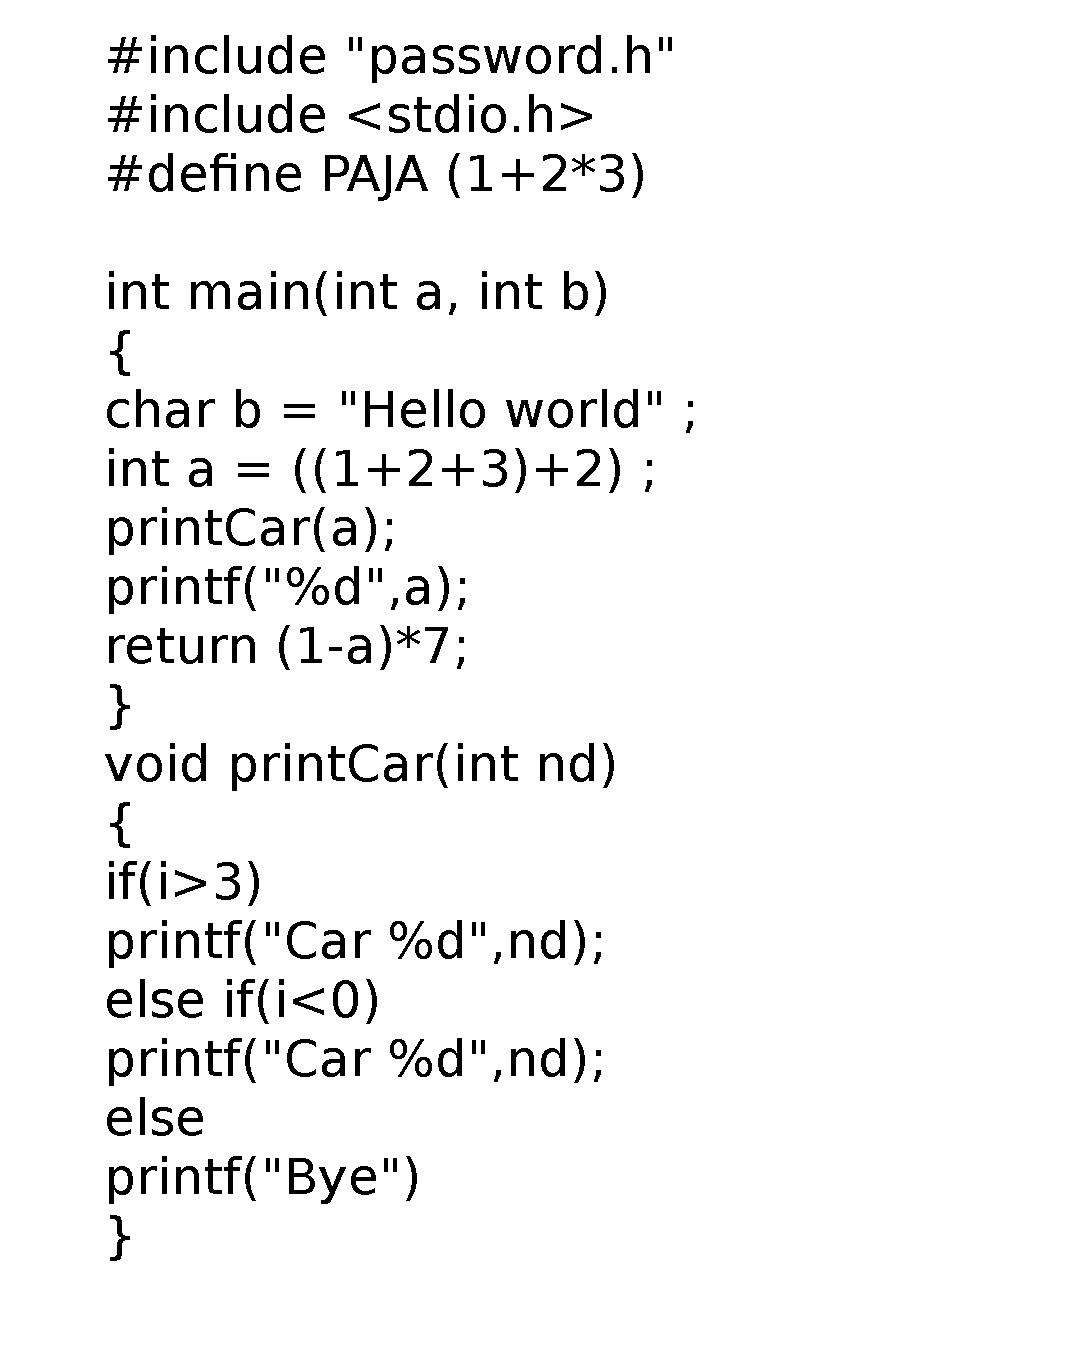 #include "password.h"
#include <stdio.h>
#define PAJA (1+2*3)

int main(int a, int b)
{
char b = "Hello world" ;
int a = ((1+2+3)+2) ;
printCar(a);
printf("%d",a);
return (1-a)*7;
}
void printCar(int nd)
{
if(i>3)
printf("Car %d",nd);
else if(i<0)
printf("Car %d",nd);
else
printf("Bye")
}